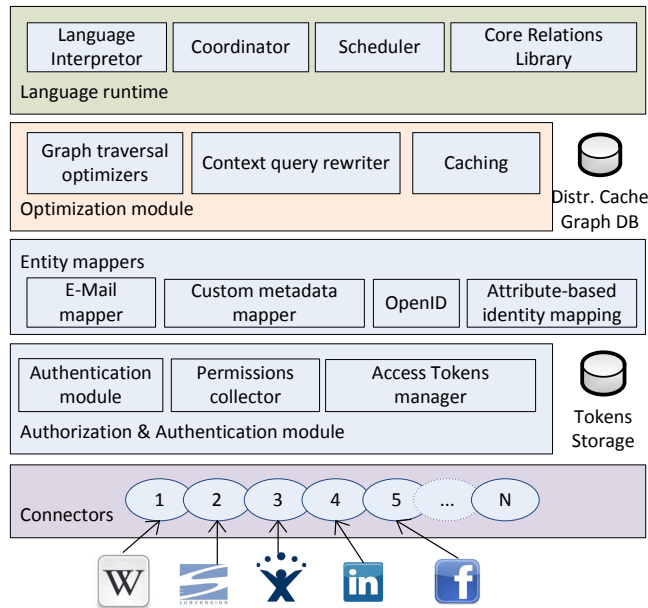 Language
Interpretor
Coordinator
Scheduler
Core Relations
Library
Language runtime
Graph traversal
optimizers
Context query rewriter
Caching
Optimization module
Distr. Cache
Graph DB
Entity mappers
E-Mail
mapper
Custom metadata
mapper
OpenID
Attribute-based
identity mapping
Authentication
module
Permissions
collector
Access Tokens
manager
Authorization & Authentication module
Tokens
Storage
Connectors
1 2 3 4 5 ... N
W
SUBVERSION
in
f